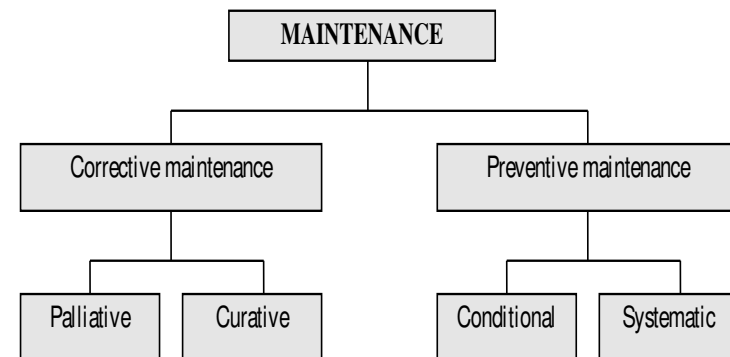 MAINTENANCE
Corrective maintenance
Preventive maintenance
Palliative
Curative
Conditional
Systematic